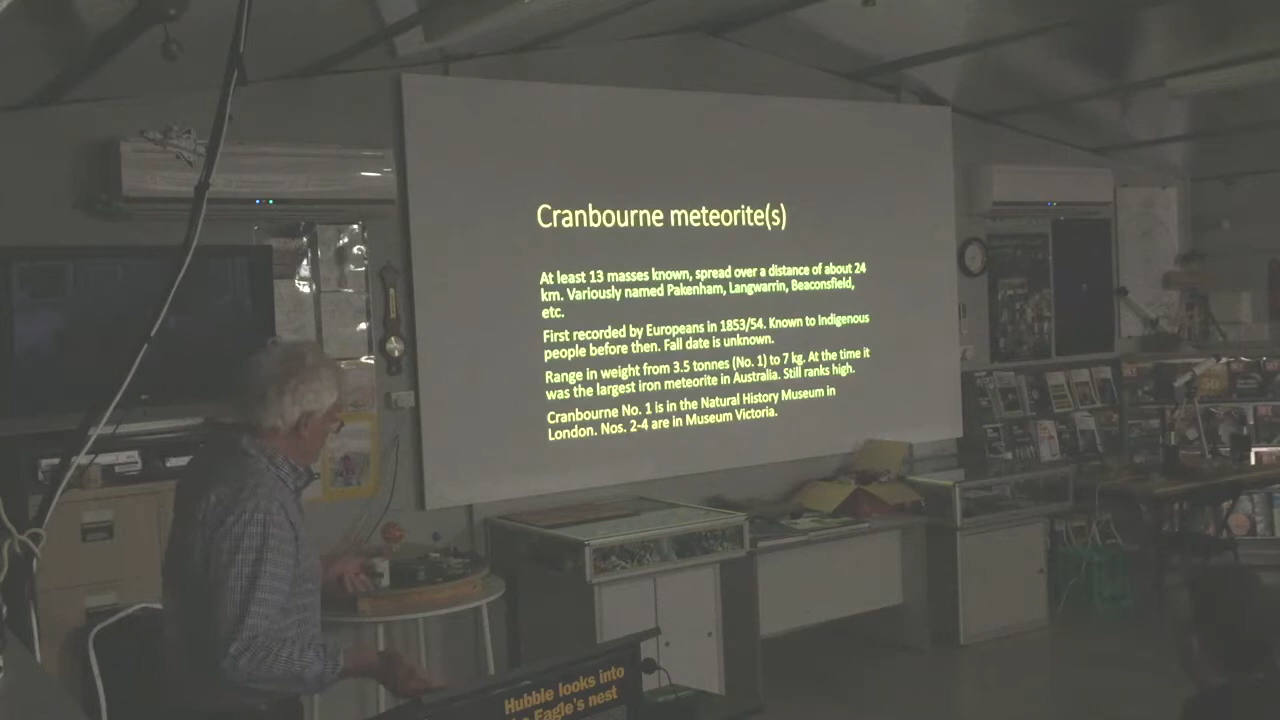 Cranbourne meteorite(s)
At least 13 masses known, spread over a distance of about 24
km. Variously named Pakenham, Langwarrin, Beaconsfield,
etc.
First recorded by Europeans in 1853/54. Known to Indigenous
people before then. Fall date is unknown.
Range in weight from 3.5 tonnes (No. 1) to 7 kg. At the time it
was the largest iron meteorite in Australia. Still ranks high.
Cranbourne No. 1 is in the Natural History Museum in
London. Nos. 2-4 are in Museum Victoria.
Hubble looks into
Eagle's nest